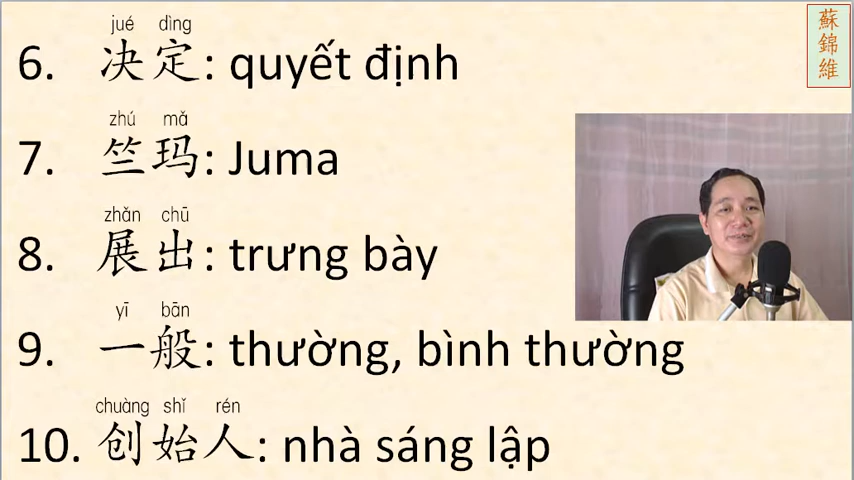 jué dìng
6. 决定: quyết định
zhú mǎ
7. 竺玛: Juma
zhǎn chū
8. 展出: trưng bày
yī bān
9. 一般: thường, bình thường
chuàng shǐ rén
10. 创始人: nhà sáng lập
蘇錦維